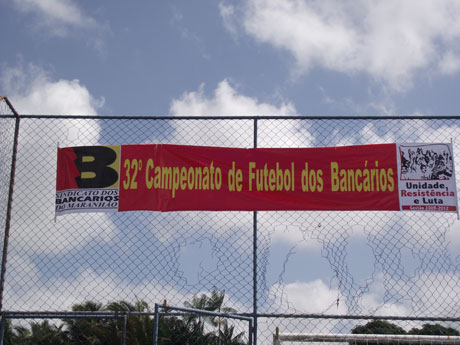 B
SINDICATO DOS
BANCÁRIOS
DO MARANHÃO
32º Campeonato de Futebol dos Bancários
Unidade,
Resistência
e Luta